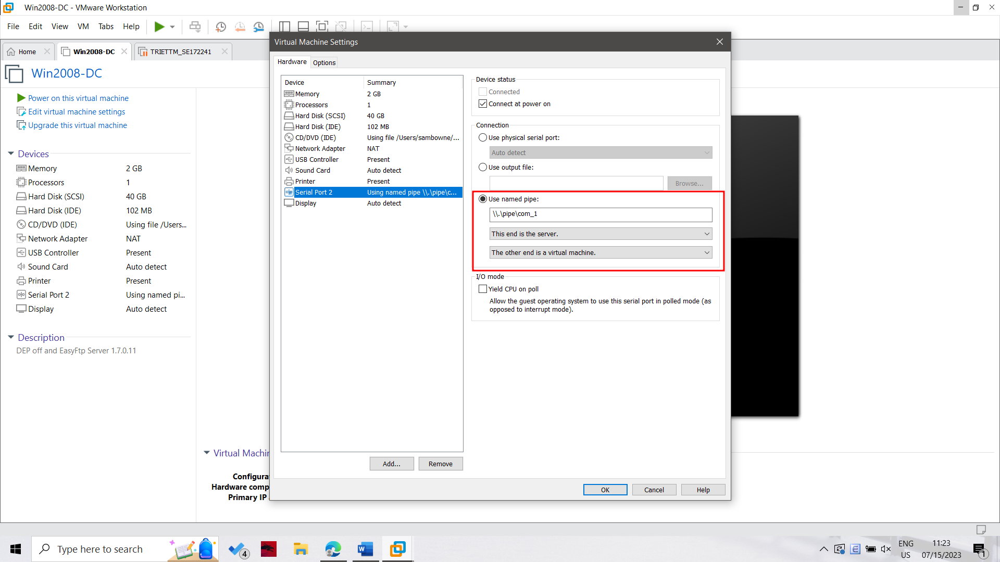 Win2008-DC - VMware Workstation
File Edit View VM Tabs Help
Home Win2008-DC TRIETTM_SE172241
Win2008-DC
Power on this virtual machine
Edit virtual machine settings
Upgrade this virtual machine
Devices
Memory 2 GB
Processors 1
Hard Disk (SCSI) 40 GB
Hard Disk (IDE) 102 MB
CD/DVD (IDE) Using file /Users...
Network Adapter NAT
USB Controller Present
Sound Card Auto detect
Printer Present
Serial Port 2 Using named pi...
Display Auto detect
Description
DEP off and EasyFtp Server 1.7.0.11
Virtual Machin
Configura
Hardware comp
Primary IP
Virtual Machine Settings
Hardware Options
Device Summary
Memory 2 GB
Processors 1
Hard Disk (SCSI) 40 GB
Hard Disk (IDE) 102 MB
CD/DVD (IDE) Using file /Users/sambowne/...
Network Adapter NAT
USB Controller Present
Sound Card Auto detect
Printer Present
Serial Port 2 Using named pipe \\.\pipe\c...
Display Auto detect
Add... Remove
Device status
Connected
Connect at power on
Connection
Use physical serial port:
Auto detect
Use output file:
Browse...
Use named pipe:
\\.\pipe\com_1
This end is the server.
The other end is a virtual machine.
I/O mode
Yield CPU on poll
Allow the guest operating system to use this serial port in polled mode (as
opposed to interrupt mode).
OK Cancel Help
Type here to search
4
W
ENG
US
11:23
07/15/2023
1